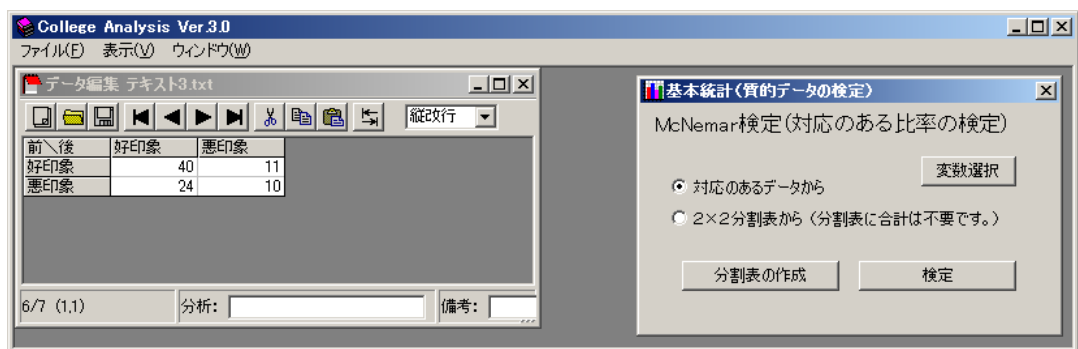 College Analysis Ver.3.0
ファイル(F) 表示(V) ウィンドウ(W)
データ編集 テキスト3.txt
縦改行
前＼後 好印象 悪印象
好印象 40 11
悪印象 24 10
6/7 (1,1) 分析: 備考:
基本統計(質的データの検定)
McNemar検定(対応のある比率の検定)
変数選択
対応のあるデータから
2×2分割表から (分割表に合計は不要です。)
分割表の作成 検定